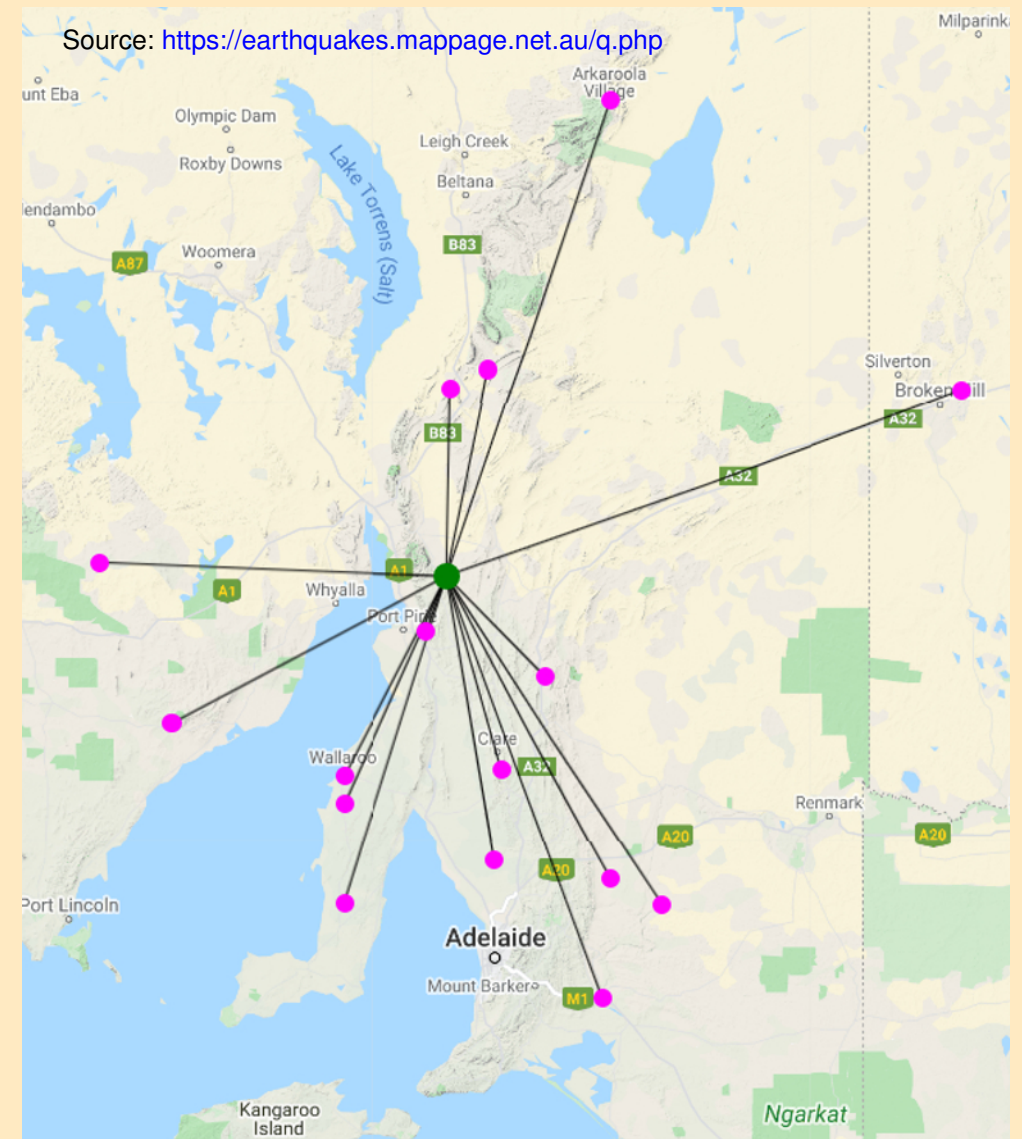 Source: https://earthquakes.mappage.net.au/q.php
Milparink
Arkaroola
Village
unt Eba
Olympic Dam
Leigh Creek
Roxby Downs
Beltana
Lake Torrens (Salt)
lendambo
B83
Woomera
A87
Silverton
Broken Hill
A32
B83
A32
A1
A1
Whyalla
Port Pirie
Clare
Wallaroo
A32
Renmark
A20
A20
A20
Port Lincoln
Adelaide
Mount Barker
M1
Kangaroo
Island
Ngarkat